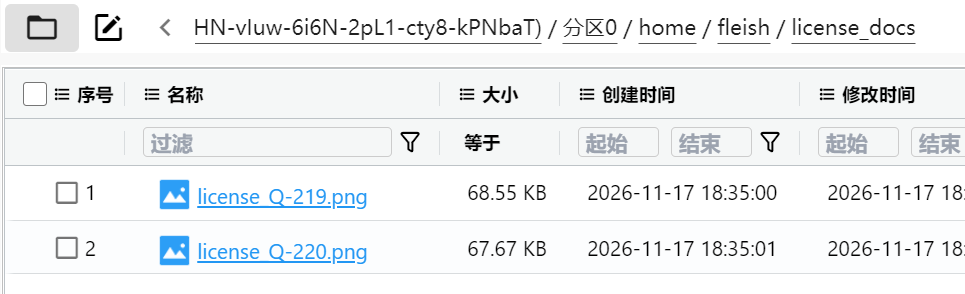 HN-vIuw-6i6N-2pL1-cty8-kPNbaT) / 分区0 / home / fleish / license_docs
序号 名称 大小 创建时间 修改时间
过滤 等于 起始 结束 起始 结束
1 license_Q-219.png 68.55 KB 2026-11-17 18:35:00 2026-11-17 18:
2 license_Q-220.png 67.67 KB 2026-11-17 18:35:01 2026-11-17 18: